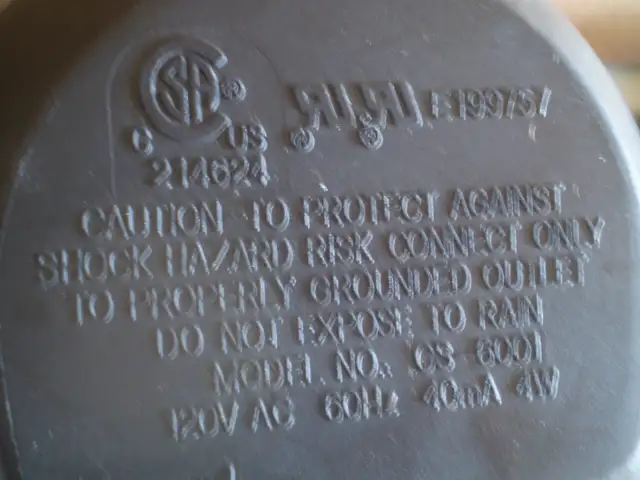 CSA ®
C US E199757
214624
CAUTION TO PROTECT AGAINST
SHOCK HAZARD RISK CONNECT ONLY
TO PROPERLY GROUNDED OUTLET
DO NOT EXPOSE TO RAIN
MODEL NO. CS-6001
120V AC 60Hz 40mA 4W